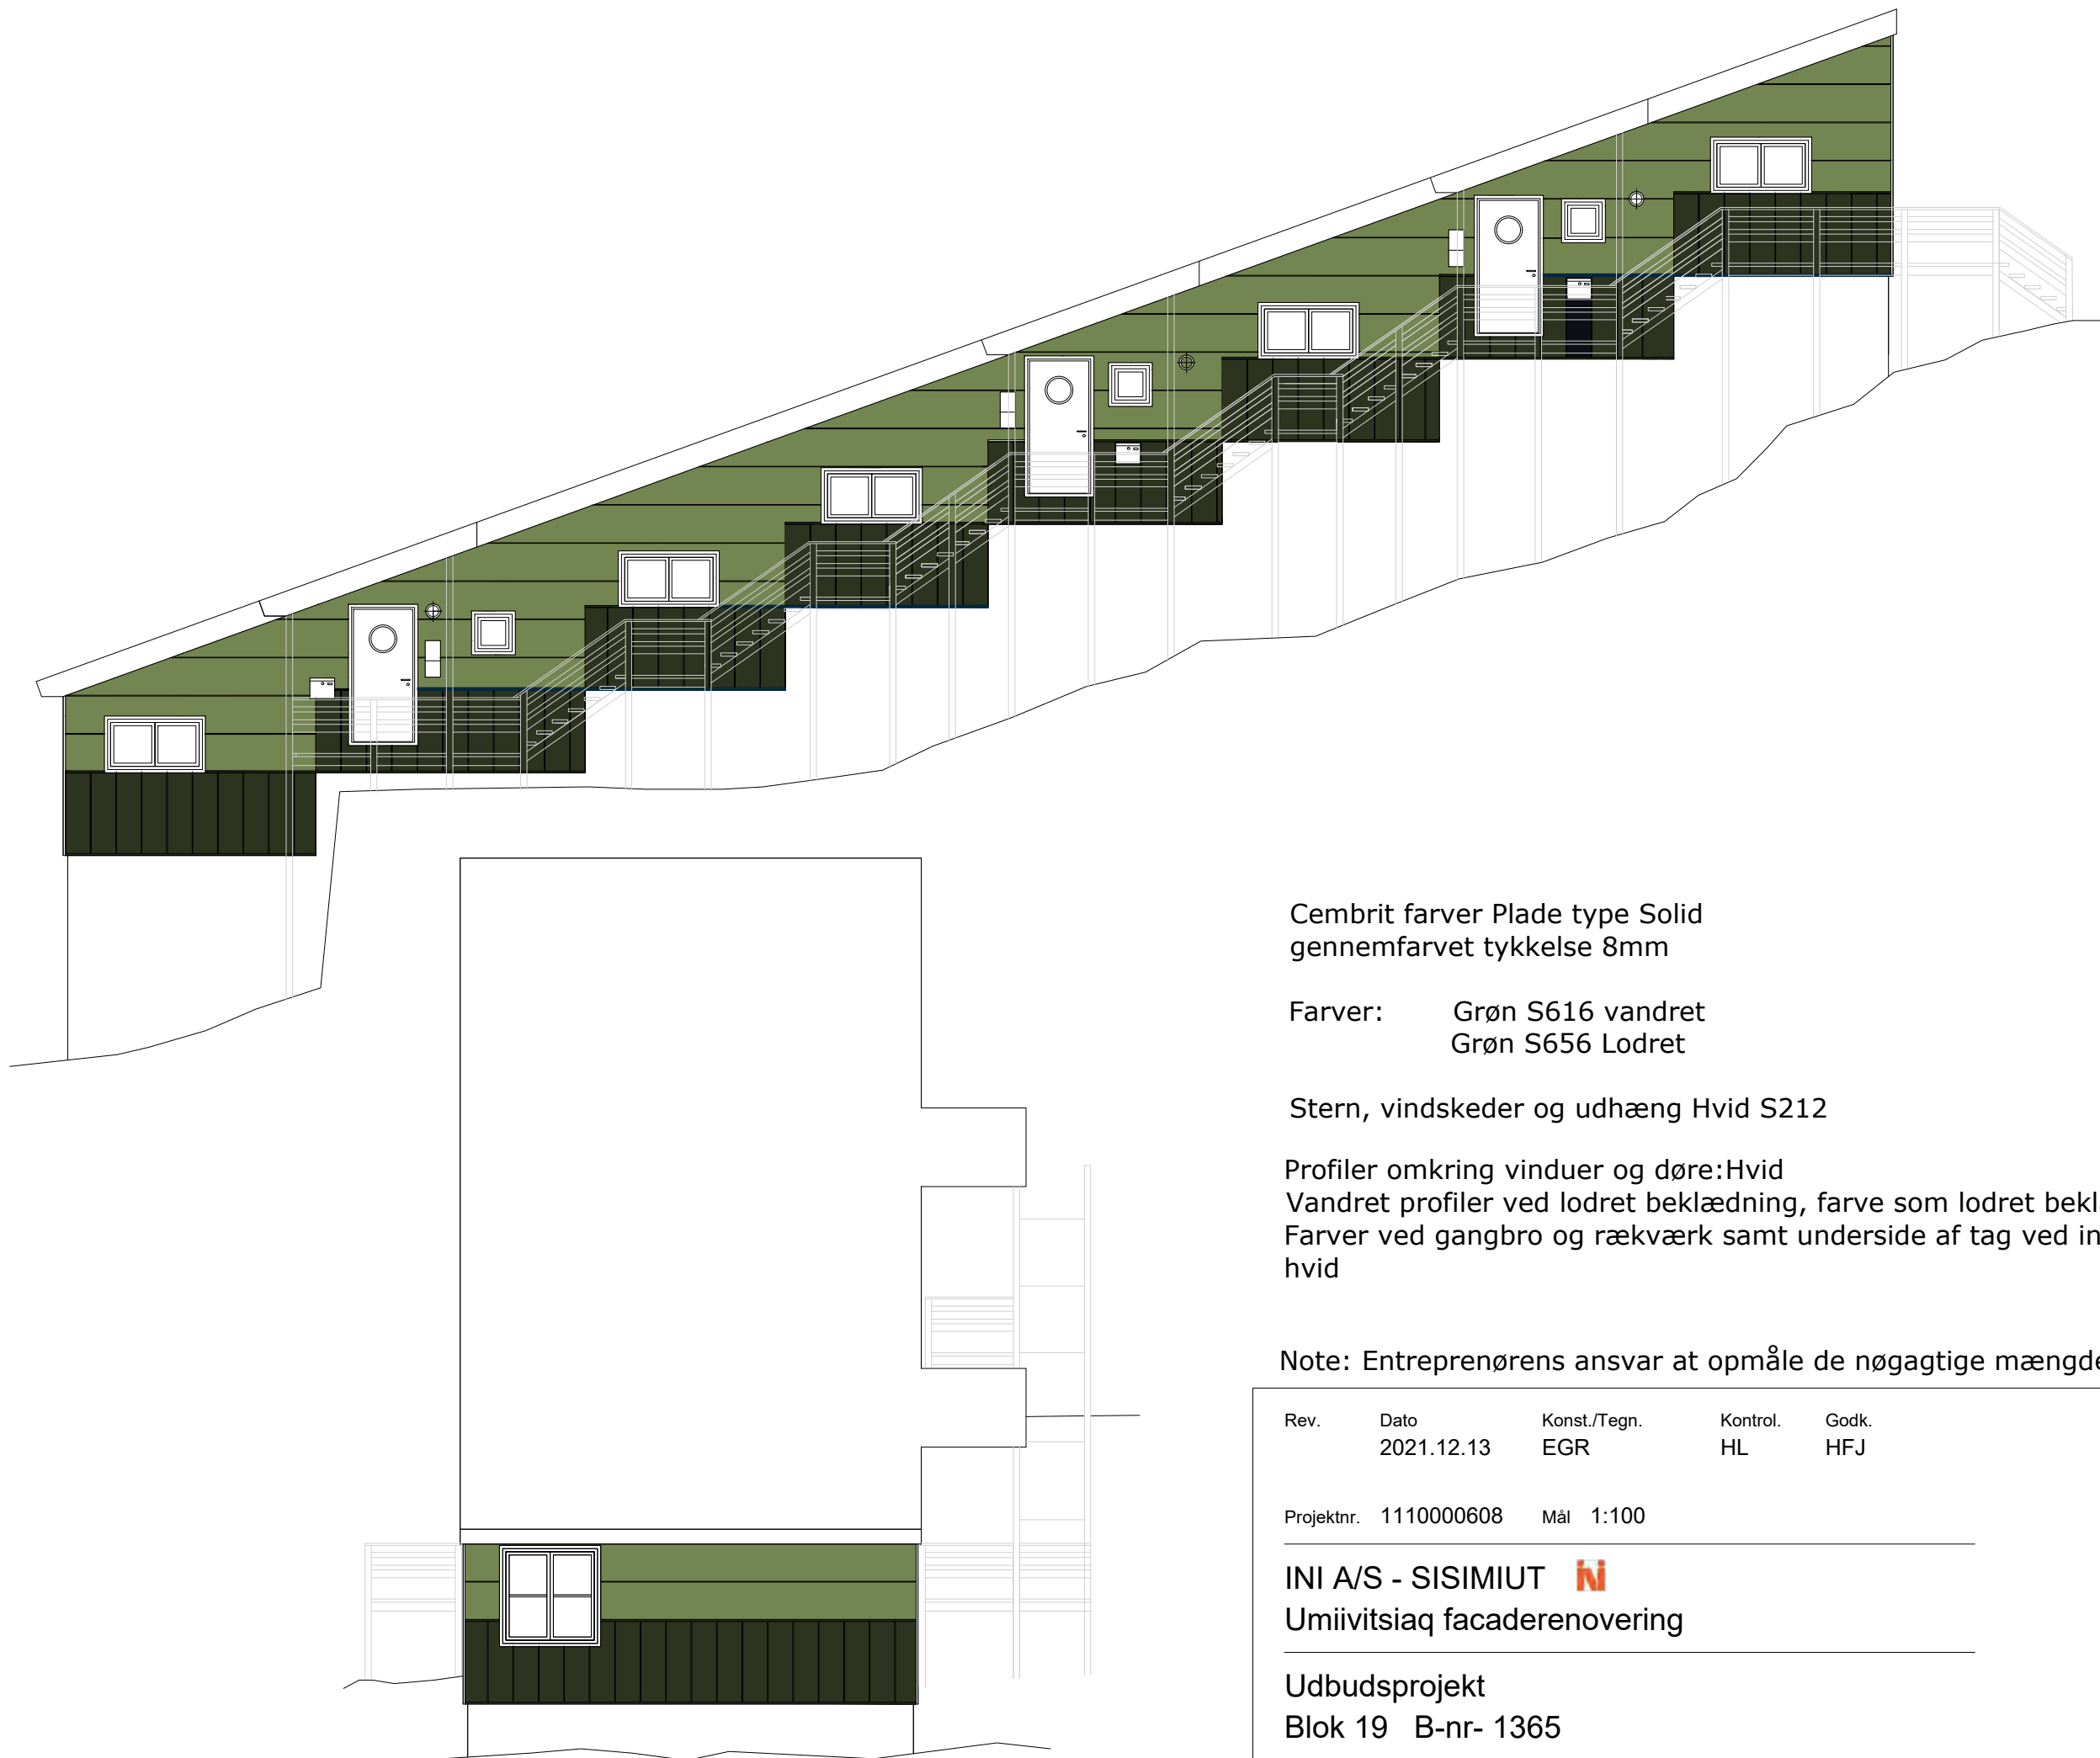 Cembrit farver Plade type Solid
gennemfarvet tykkelse 8mm
Farver: Grøn S616 vandret
Grøn S656 Lodret
Stern, vindskeder og udhæng Hvid S212
Profiler omkring vinduer og døre:Hvid
Vandret profiler ved lodret beklædning, farve som lodret
Farver ved gangbro og rækværk samt underside af tag ved
hvid
Note: Entreprenørens ansvar at opmåle de nøgagtige
Rev. Dato Konst./Tegn. Kontrol. Godk.
2021.12.13 EGR HL HFJ
Projektnr. 1110000608 Mål 1:100
INI A/S - SISIMIUT INI
Umiivitsiaq facaderenovering
Udbudsprojekt
Blok 19 B-nr- 1365